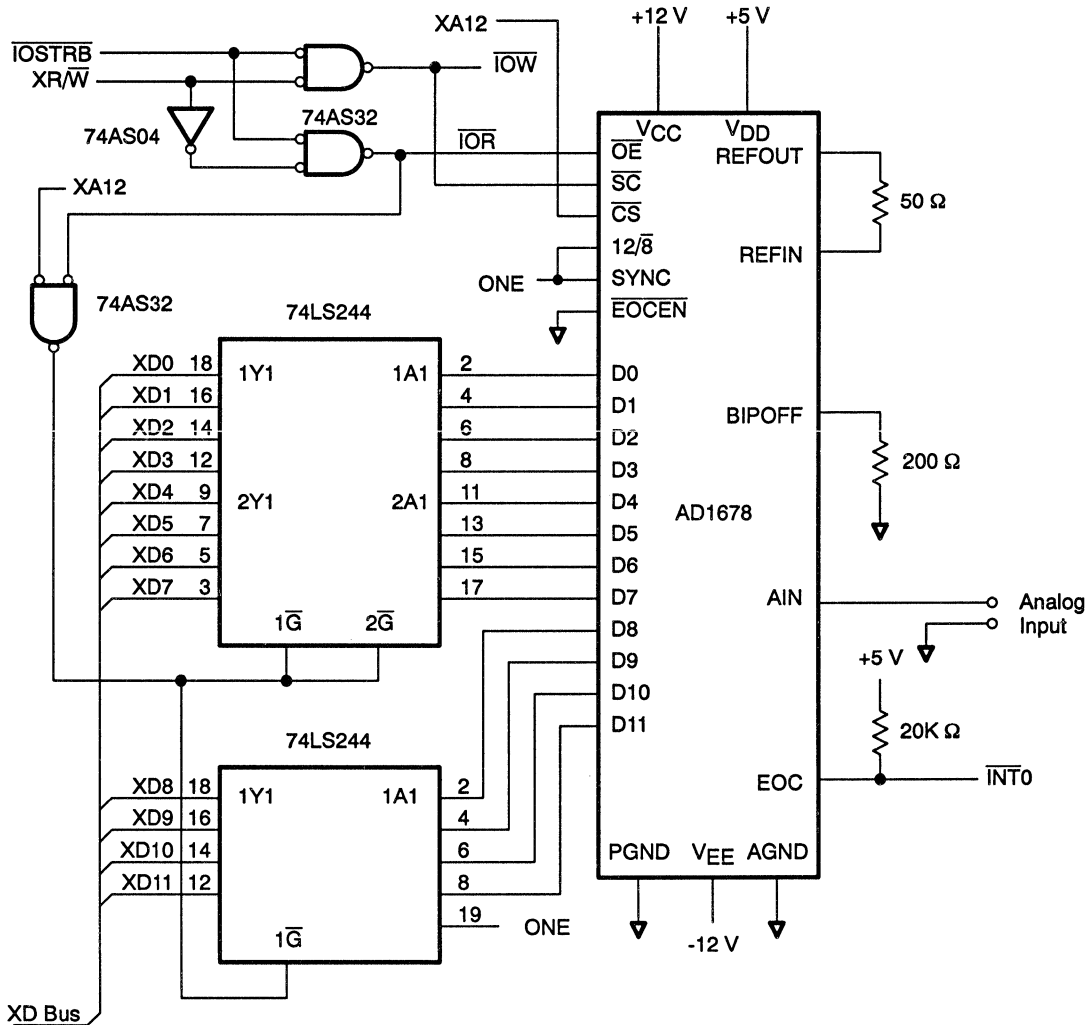 +12 V
+5 V
XA12
IOSTRB
XR/W
IOW
74AS04
74AS32
IOR
XA12
74AS32
VCC
VDD
OE
REFOUT
SC
CS
50 Ω
12/8
REFIN
ONE
SYNC
EOCEN
74LS244
XD0 18 1Y1 1A1 2 D0
XD1 16 4 D1
BIPOFF
XD2 14 6 D2
XD3 12 8 D3
200 Ω
XD4 9 2Y1 2A1 11 D4
AD1678
XD5 7 13 D5
XD6 5 15 D6
XD7 3 17 D7
AIN
Analog
Input
1G 2G
D8
D9
+5 V
D10
D11
20K Ω
74LS244
EOC
INT0
XD8 18 1Y1 1A1 2
XD9 16 4
XD10 14 6
XD11 12 8
PGND VEE AGND
19 ONE
1G
-12 V
XD Bus